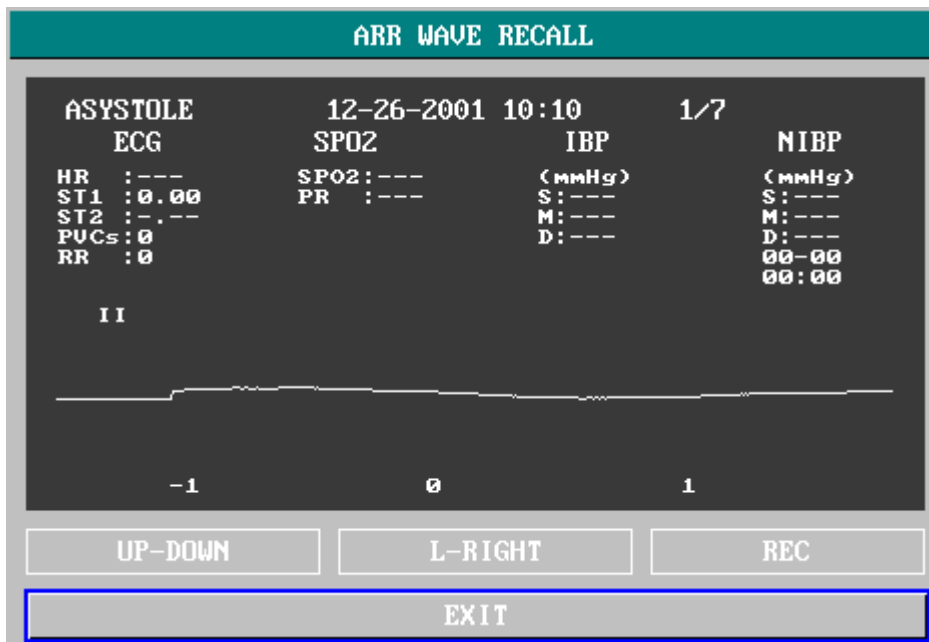 ARR WAVE RECALL
ASYSTOLE 12-26-2001 10:10 1/7
ECG SPO2 IBP NIBP
HR :--- SPO2:--- (mmHg) (mmHg)
ST1 :0.00 PR :--- S:--- S:---
ST2 :-.-- M:--- M:---
PVCs:0 D:--- D:---
RR :0 00-00
00:00
II
-1 0 1
UP-DOWN L-RIGHT REC
EXIT